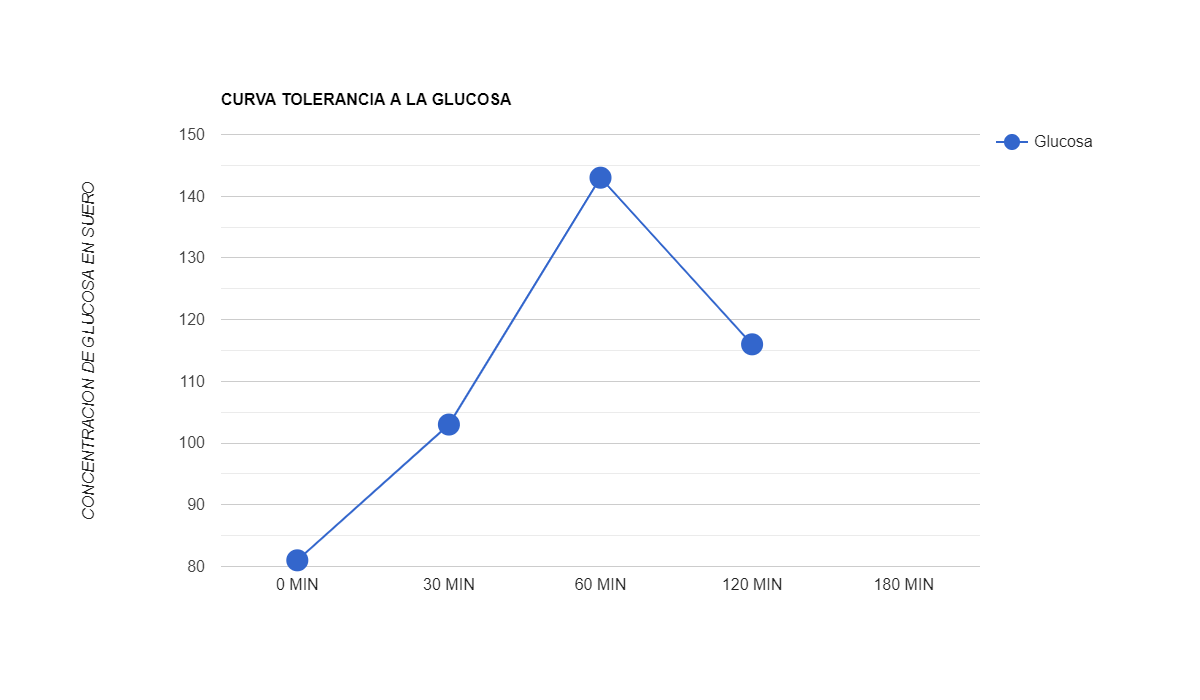 CURVA TOLERANCIA A LA GLUCOSA
CONCENTRACION DE GLUCOSA EN SUERO
150
140
130
120
110
100
90
80
0 MIN
30 MIN
60 MIN
120 MIN
180 MIN
Glucosa